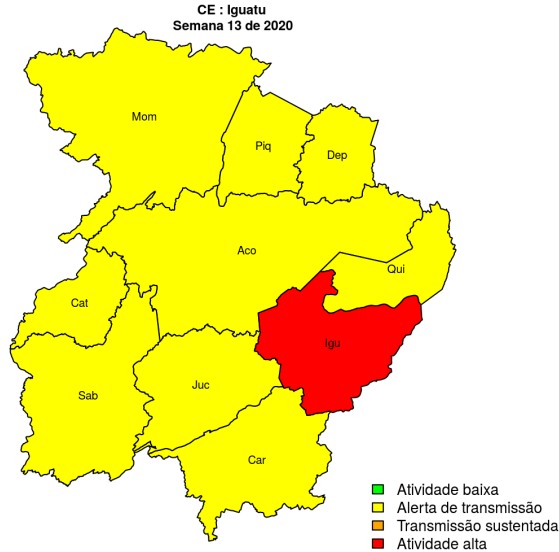 CE : Iguatu
Semana 13 de 2020
Mom
Piq
Dep
Aco
Qui
Cat
Igu
Juc
Sab
Car
Atividade baixa
Alerta de transmissão
Transmissão sustentada
Atividade alta